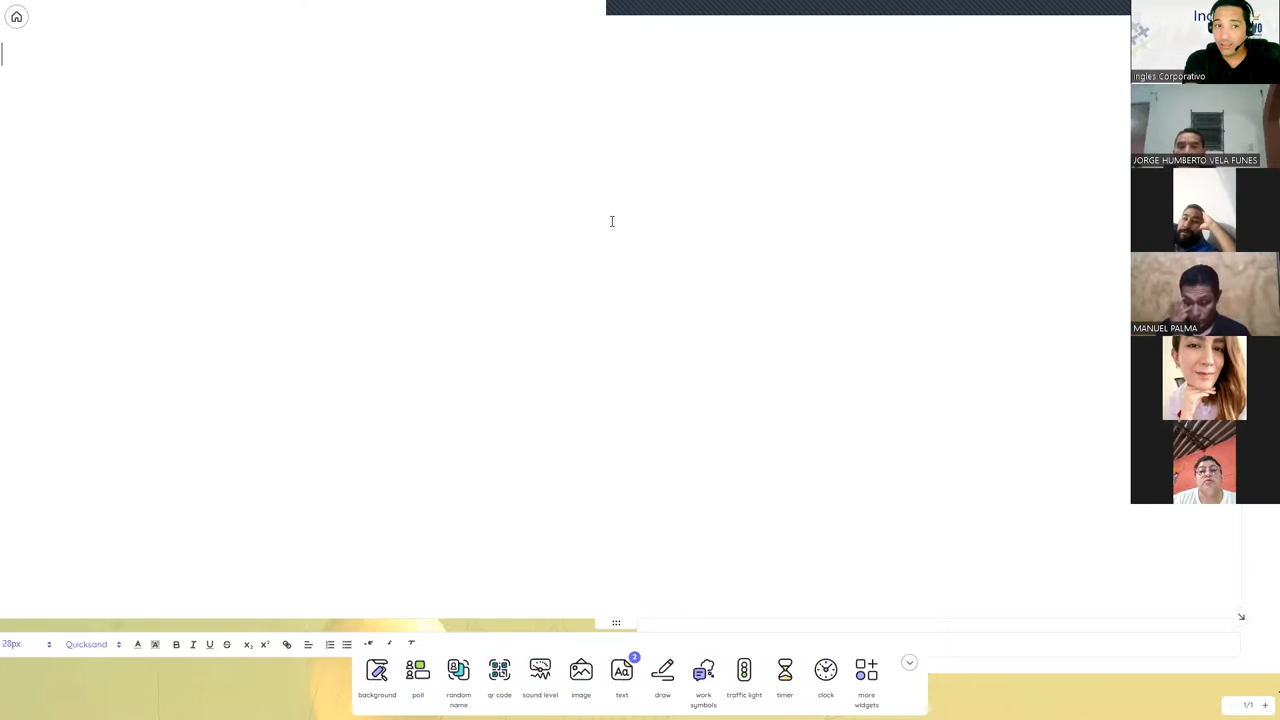 Ingles Corporativo
JORGE HUMBERTO VELA FUNES
MANUEL PALMA
28px
Quicksand
background
poll
random name
qr code
sound level
image
2
text
draw
work symbols
traffic light
timer
clock
more widgets
1/1